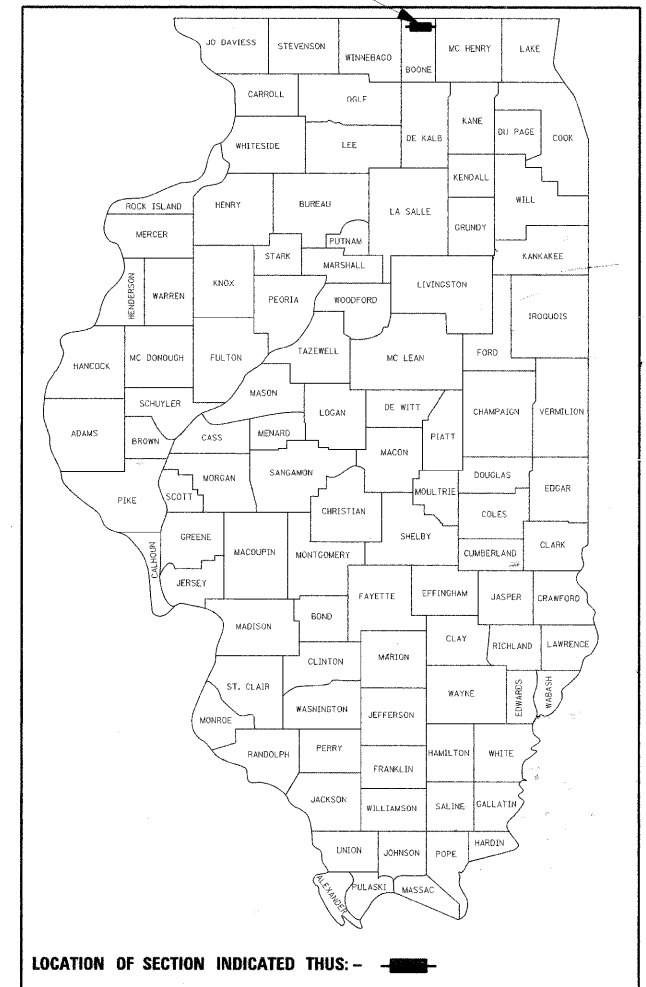 JO DAVIESS
STEVENSON
WINNEBAGO
BOONE
MC HENRY
LAKE
CARROLL
OGLE
KANE
DE KALB
DU PAGE
COOK
WHITESIDE
LEE
KENDALL
WILL
ROCK ISLAND
HENRY
BUREAU
LA SALLE
GRUNDY
MERCER
PUTNAM
STARK
MARSHALL
KANKAKEE
HENDERSON
WARREN
KNOX
PEORIA
WOODFORD
LIVINGSTON
IROQUOIS
HANCOCK
MC DONOUGH
FULTON
TAZEWELL
MC LEAN
FORD
MASON
SCHUYLER
LOGAN
DE WITT
CHAMPAIGN
VERMILION
ADAMS
BROWN
CASS
MENARD
PIATT
MACON
PIKE
SCOTT
MORGAN
SANGAMON
DOUGLAS
EDGAR
MOULTRIE
CHRISTIAN
COLES
GREENE
MACOUPIN
MONTGOMERY
SHELBY
CUMBERLAND
CLARK
CALHOUN
JERSEY
FAYETTE
EFFINGHAM
JASPER
CRAWFORD
MADISON
BOND
CLAY
RICHLAND
LAWRENCE
CLINTON
MARION
ST. CLAIR
WAYNE
EDWARDS
WABASH
WASHINGTON
JEFFERSON
MONROE
RANDOLPH
PERRY
HAMILTON
WHITE
FRANKLIN
JACKSON
WILLIAMSON
SALINE
GALLATIN
UNION
JOHNSON
POPE
HARDIN
ALEXANDER
PULASKI
MASSAC
LOCATION OF SECTION INDICATED THUS: -